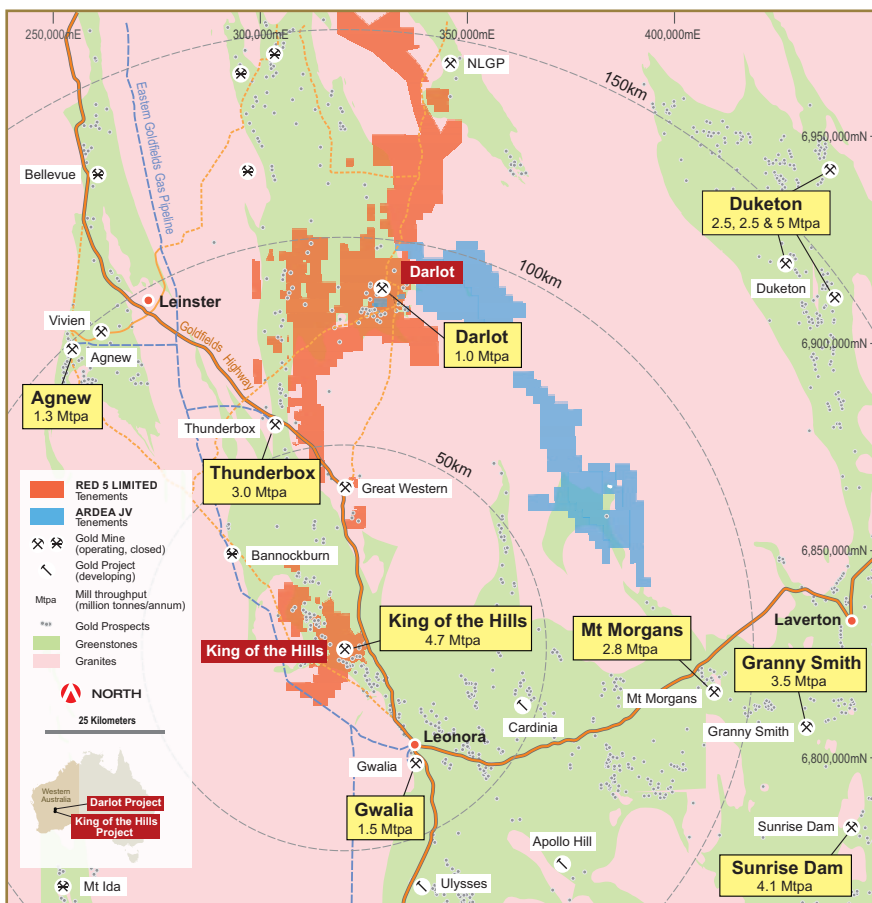 250,000mE
300,000mE
350,000mE
400,000mE
NLGP
150km
6,950,000mN
Bellevue
Eastern Goldfields Gas Pipeline
Duketon
2.5, 2.5 & 5 Mtpa
Duketon
100km
Darlot
Leinster
Vivien
Agnew
Goldfields Highway
Darlot
1.0 Mtpa
6,900,000mN
Agnew
1.3 Mtpa
Thunderbox
Thunderbox
3.0 Mtpa
50km
Great Western
RED 5 LIMITED
Tenements
ARDEA JV
Tenements
Gold Mine
(operating, closed)
Gold Project
(developing)
Mtpa
Mill throughput
(million tonnes/annum)
Gold Prospects
Greenstones
Granites
NORTH
25 Kilometers
Western
Australia
Darlot Project
King of the Hills
Project
Bannockburn
6,850,000mN
King of the Hills
King of the Hills
4.7 Mtpa
Mt Morgans
2.8 Mtpa
Laverton
Granny Smith
3.5 Mtpa
Mt Morgans
Granny Smith
Cardinia
Leonora
Gwalia
6,800,000mN
Gwalia
1.5 Mtpa
Apollo Hill
Sunrise Dam
Sunrise Dam
4.1 Mtpa
Mt Ida
Ulysses